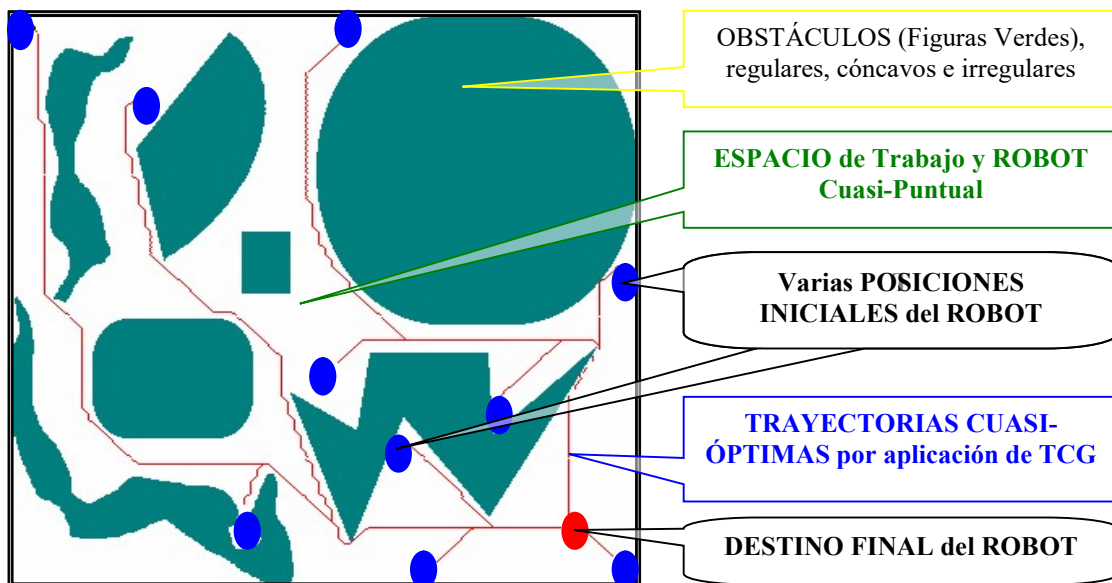 OBSTÁCULOS (Figuras Verdes),
regulares, cóncavos e irregulares
ESPACIO de Trabajo y ROBOT
Cuasi-Puntual
Varias POSICIONES
INICIALES del ROBOT
TRAYECTORIAS CUASI-
ÓPTIMAS por aplicación de TCG
DESTINO FINAL del ROBOT